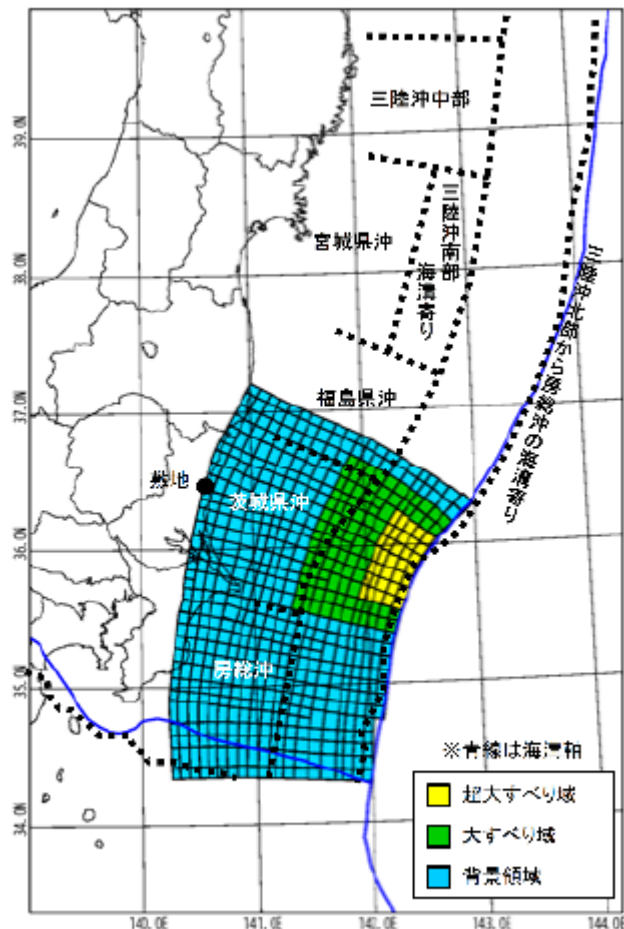 三陸沖中部
39.0N
三陸沖南部
海溝寄り
宮城県沖
38.0N
三陸沖北部から房総沖の海溝寄り
福島県沖
37.0N
敷地
茨城県沖
36.0N
房総沖
35.0N
※青線は海溝軸
超大すべり域
大すべり域
背景領域
34.0N
140.0E
141.0E
142.0E
143.0E
144.0E